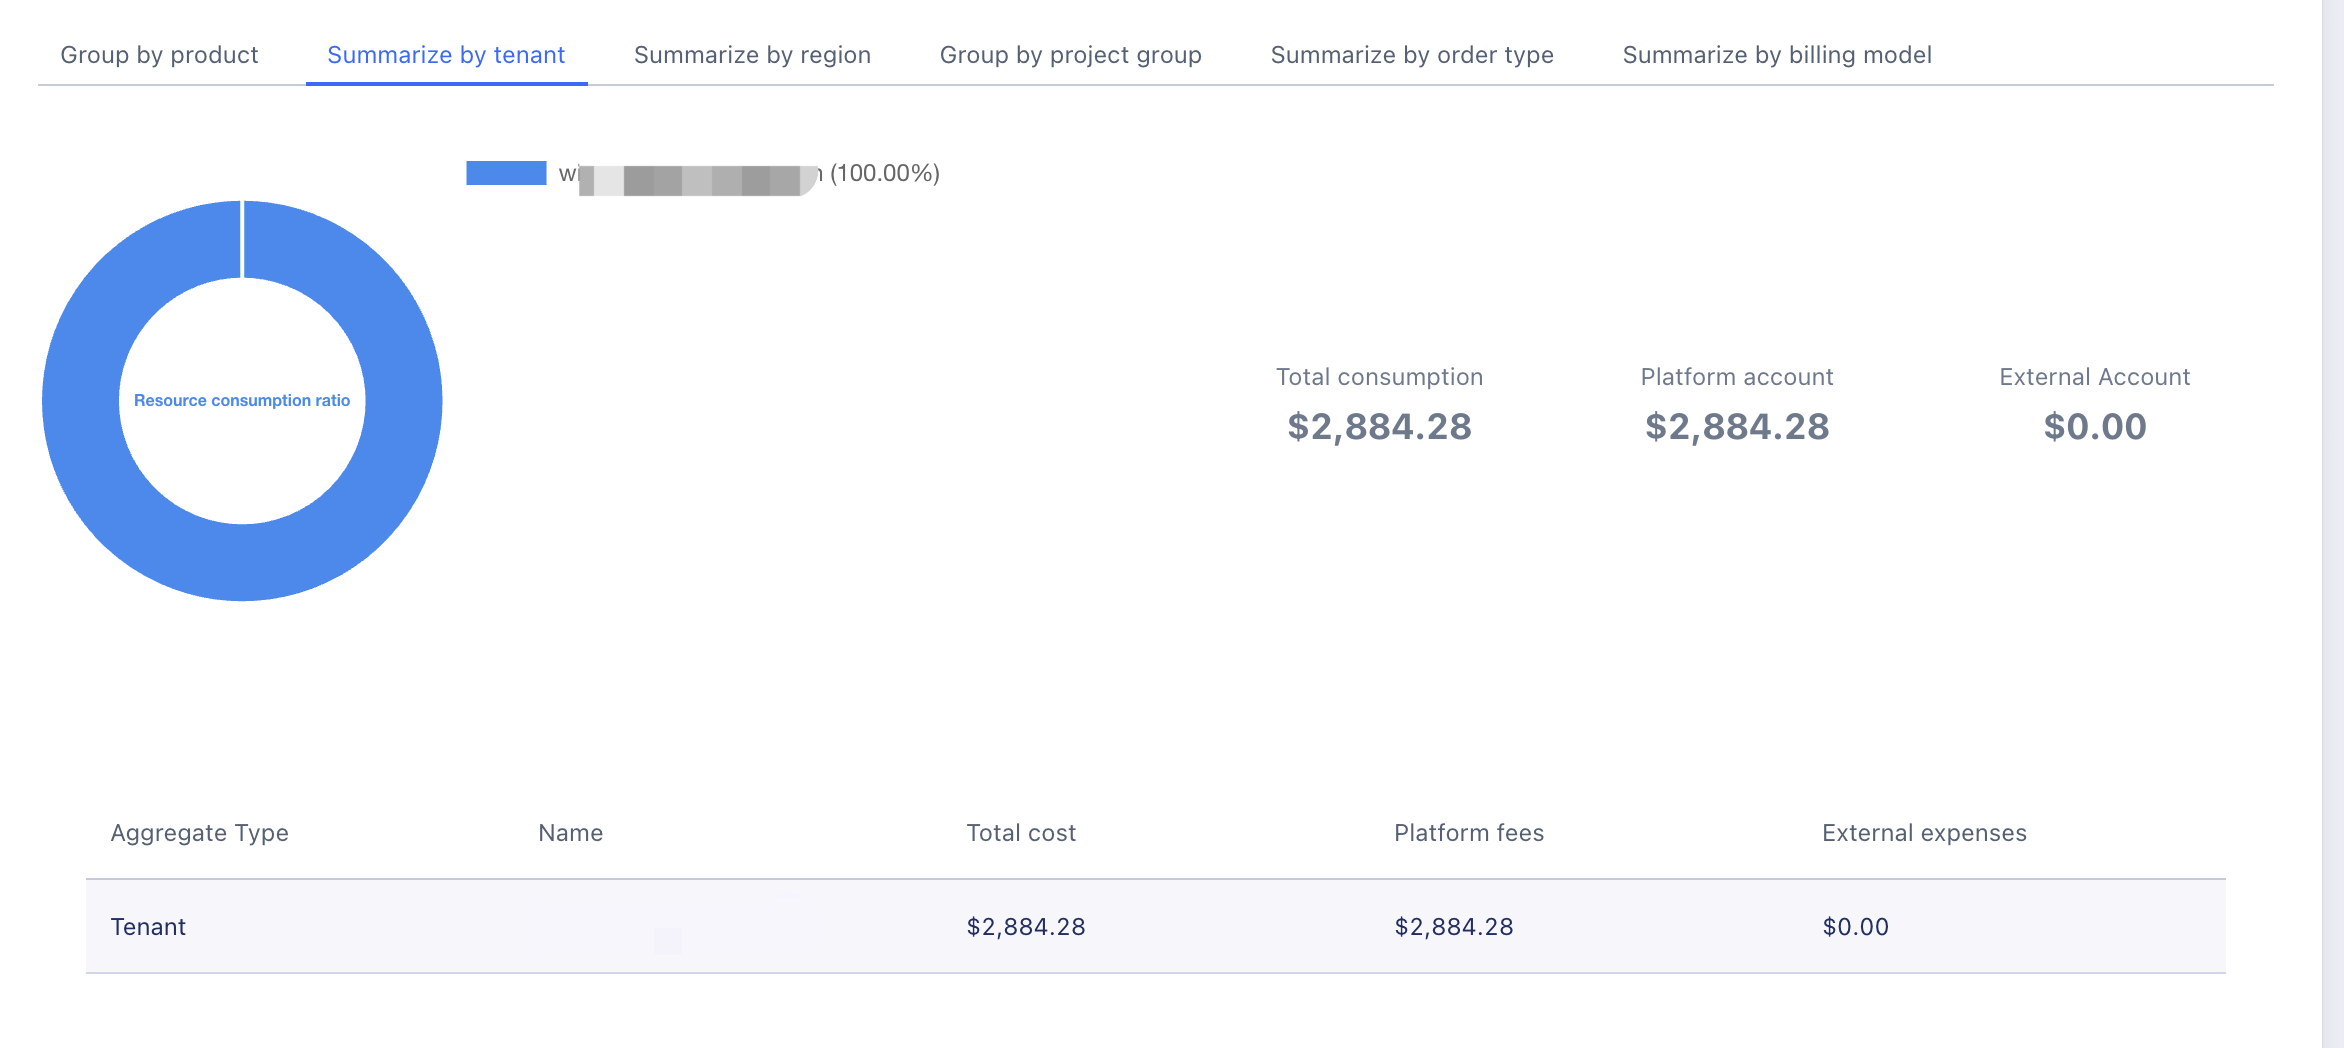 Group by product Summarize by tenant Summarize by region Group by project group Summarize by order type Summarize by billing model
(100.00%)
Resource consumption ratio
Total consumption Platform account External Account
$2,884.28 $2,884.28 $0.00
Aggregate Type Name Total cost Platform fees External expenses
Tenant $2,884.28 $2,884.28 $0.00